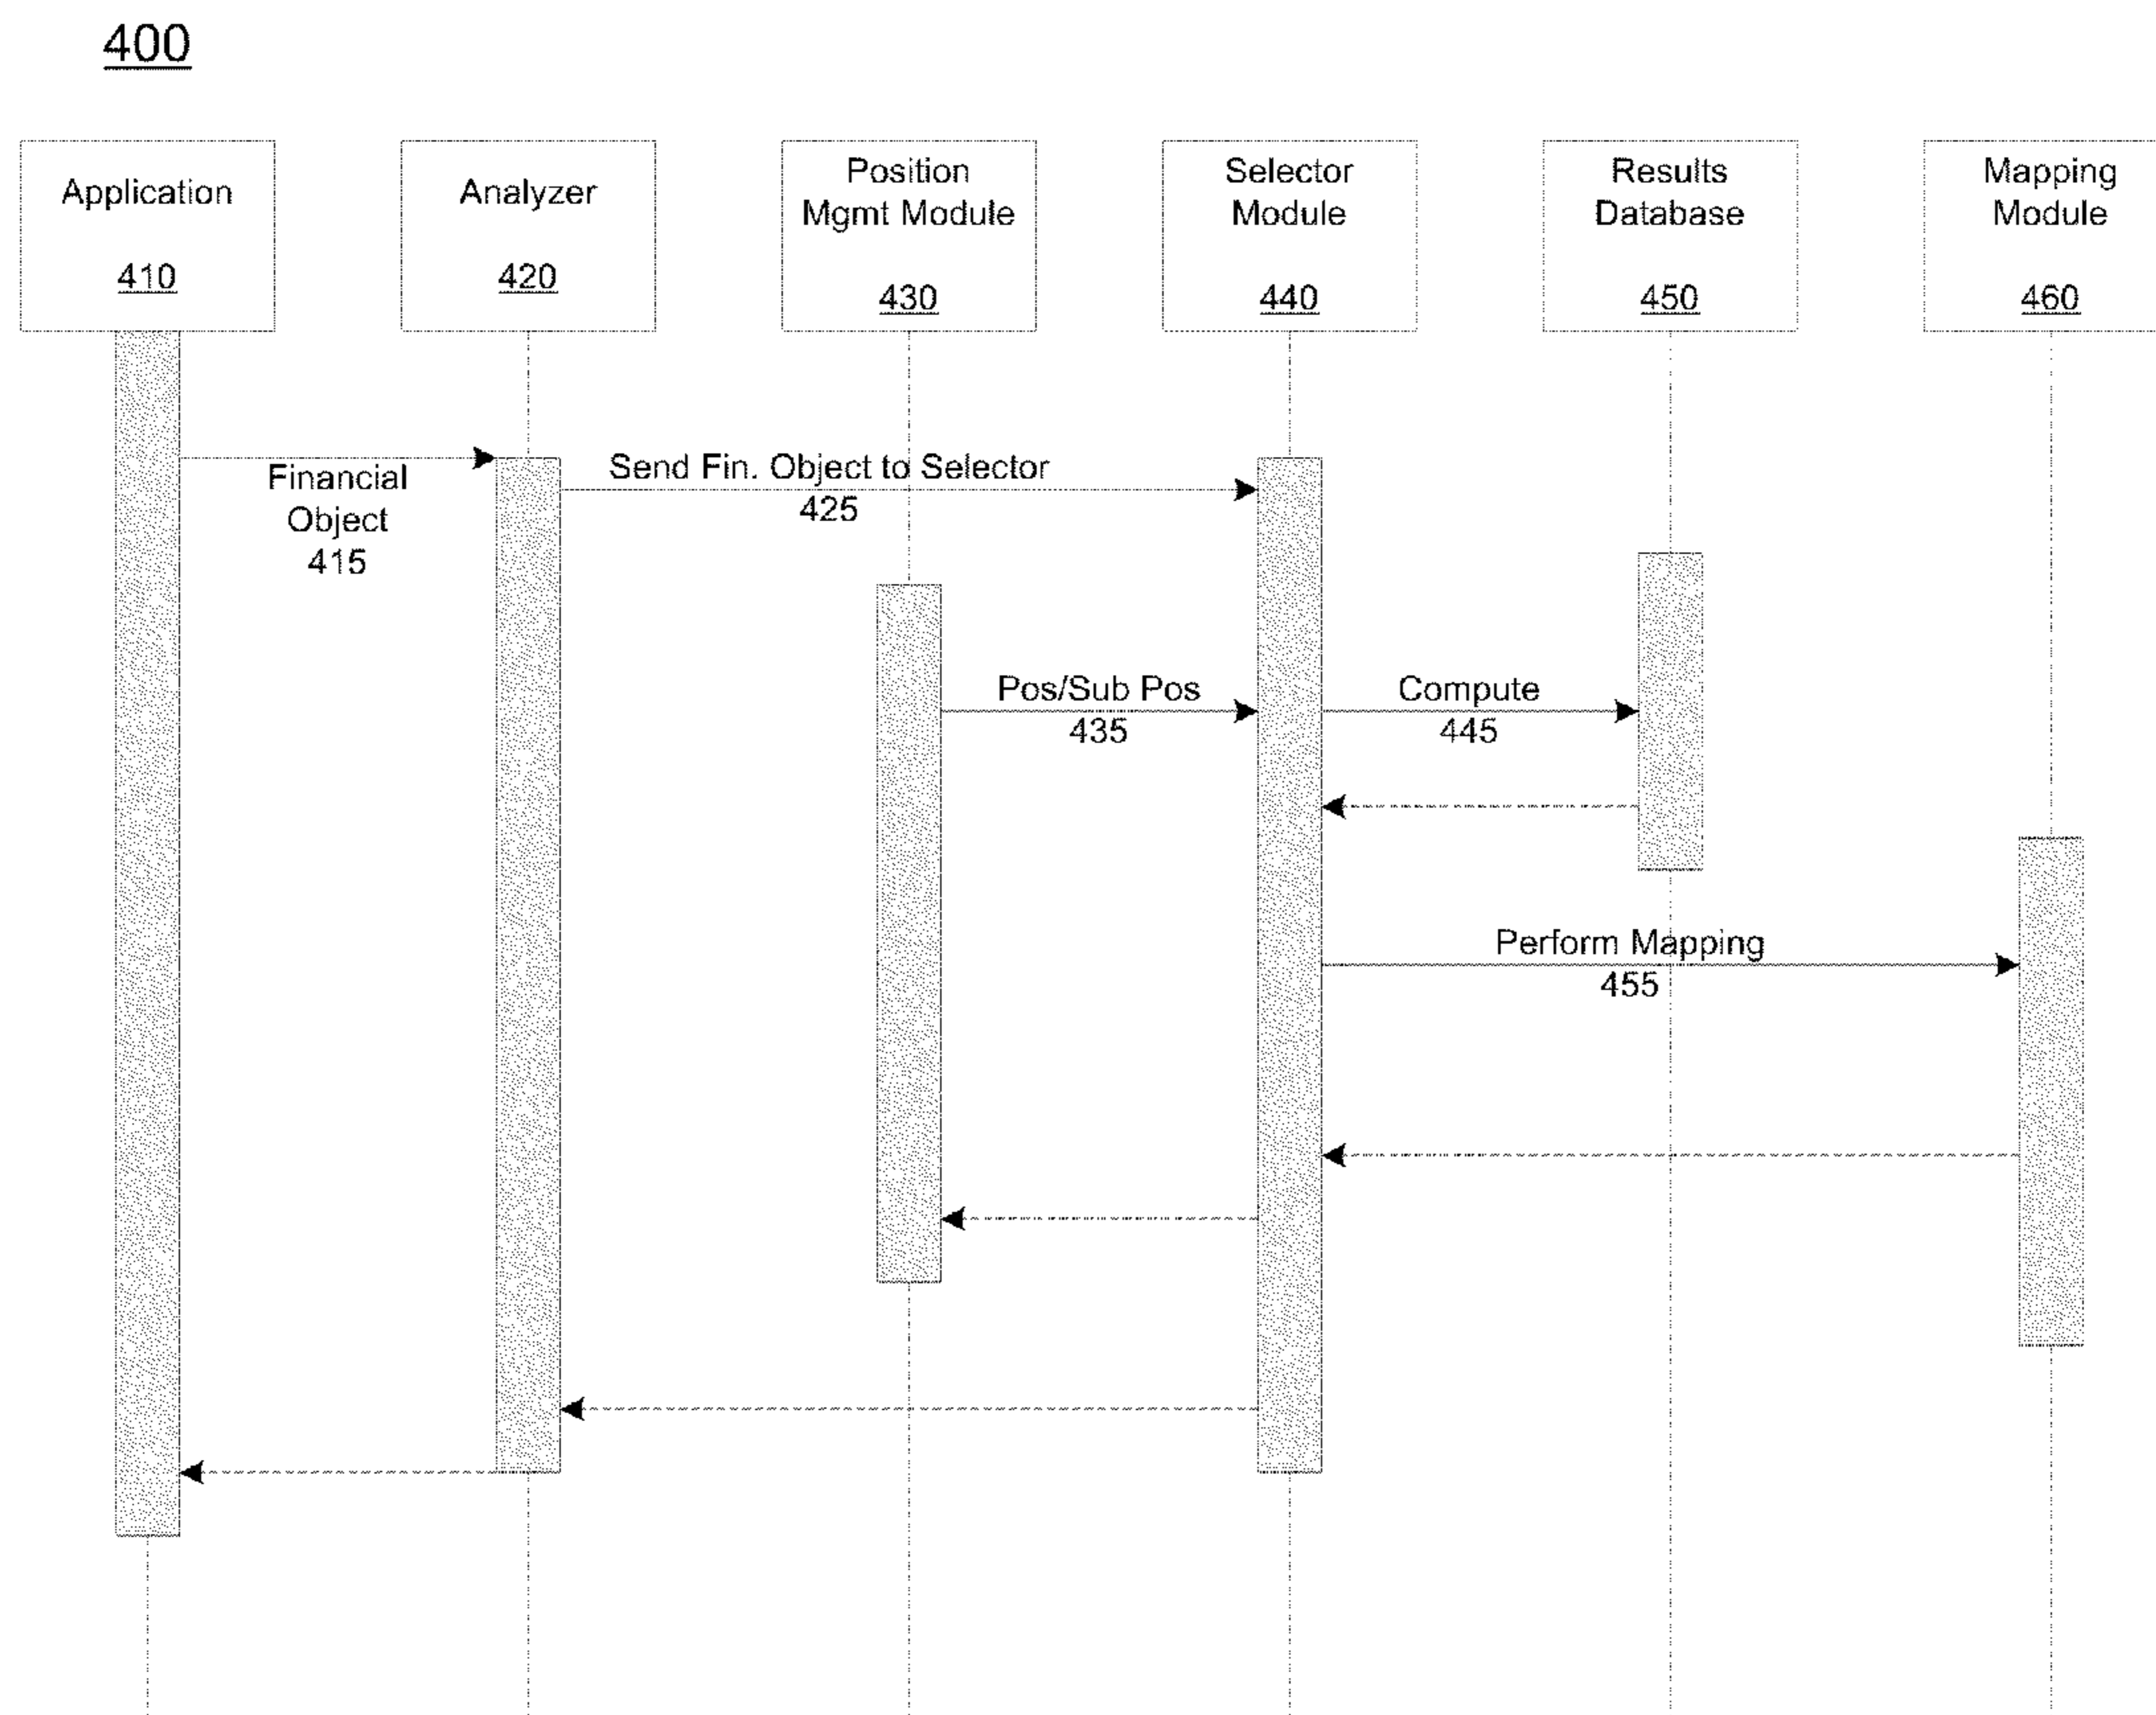 400
Application
410
Analyzer
420
Position
Mgmt Module
430
Selector
Module
440
Results
Database
450
Mapping
Module
460
Financial
Object
415
Send Fin. Object to Selector
425
Pos/Sub Pos
435
Compute
445
Perform Mapping
455